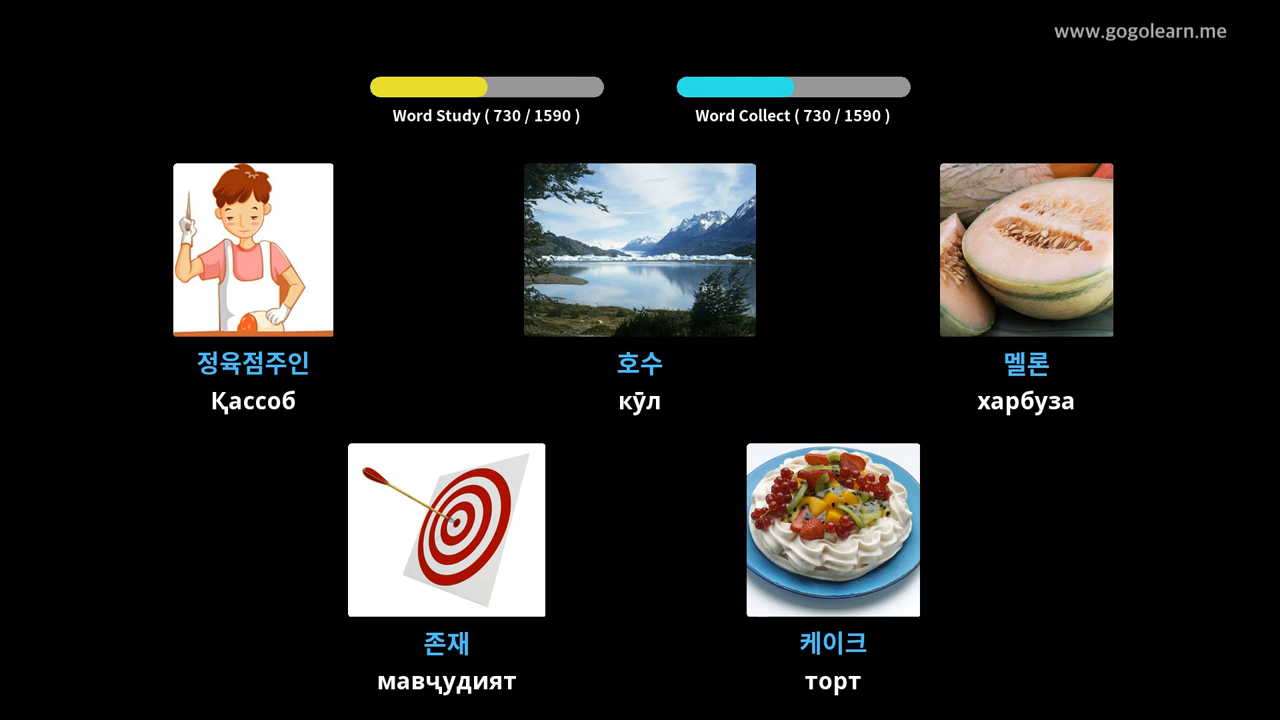 www.gogolearn.me
Word Study ( 730 / 1590 )
Word Collect ( 730 / 1590 )
정육점주인
Қассоб
호수
кӯл
멜론
харбуза
존재
мавҷудият
케이크
торт